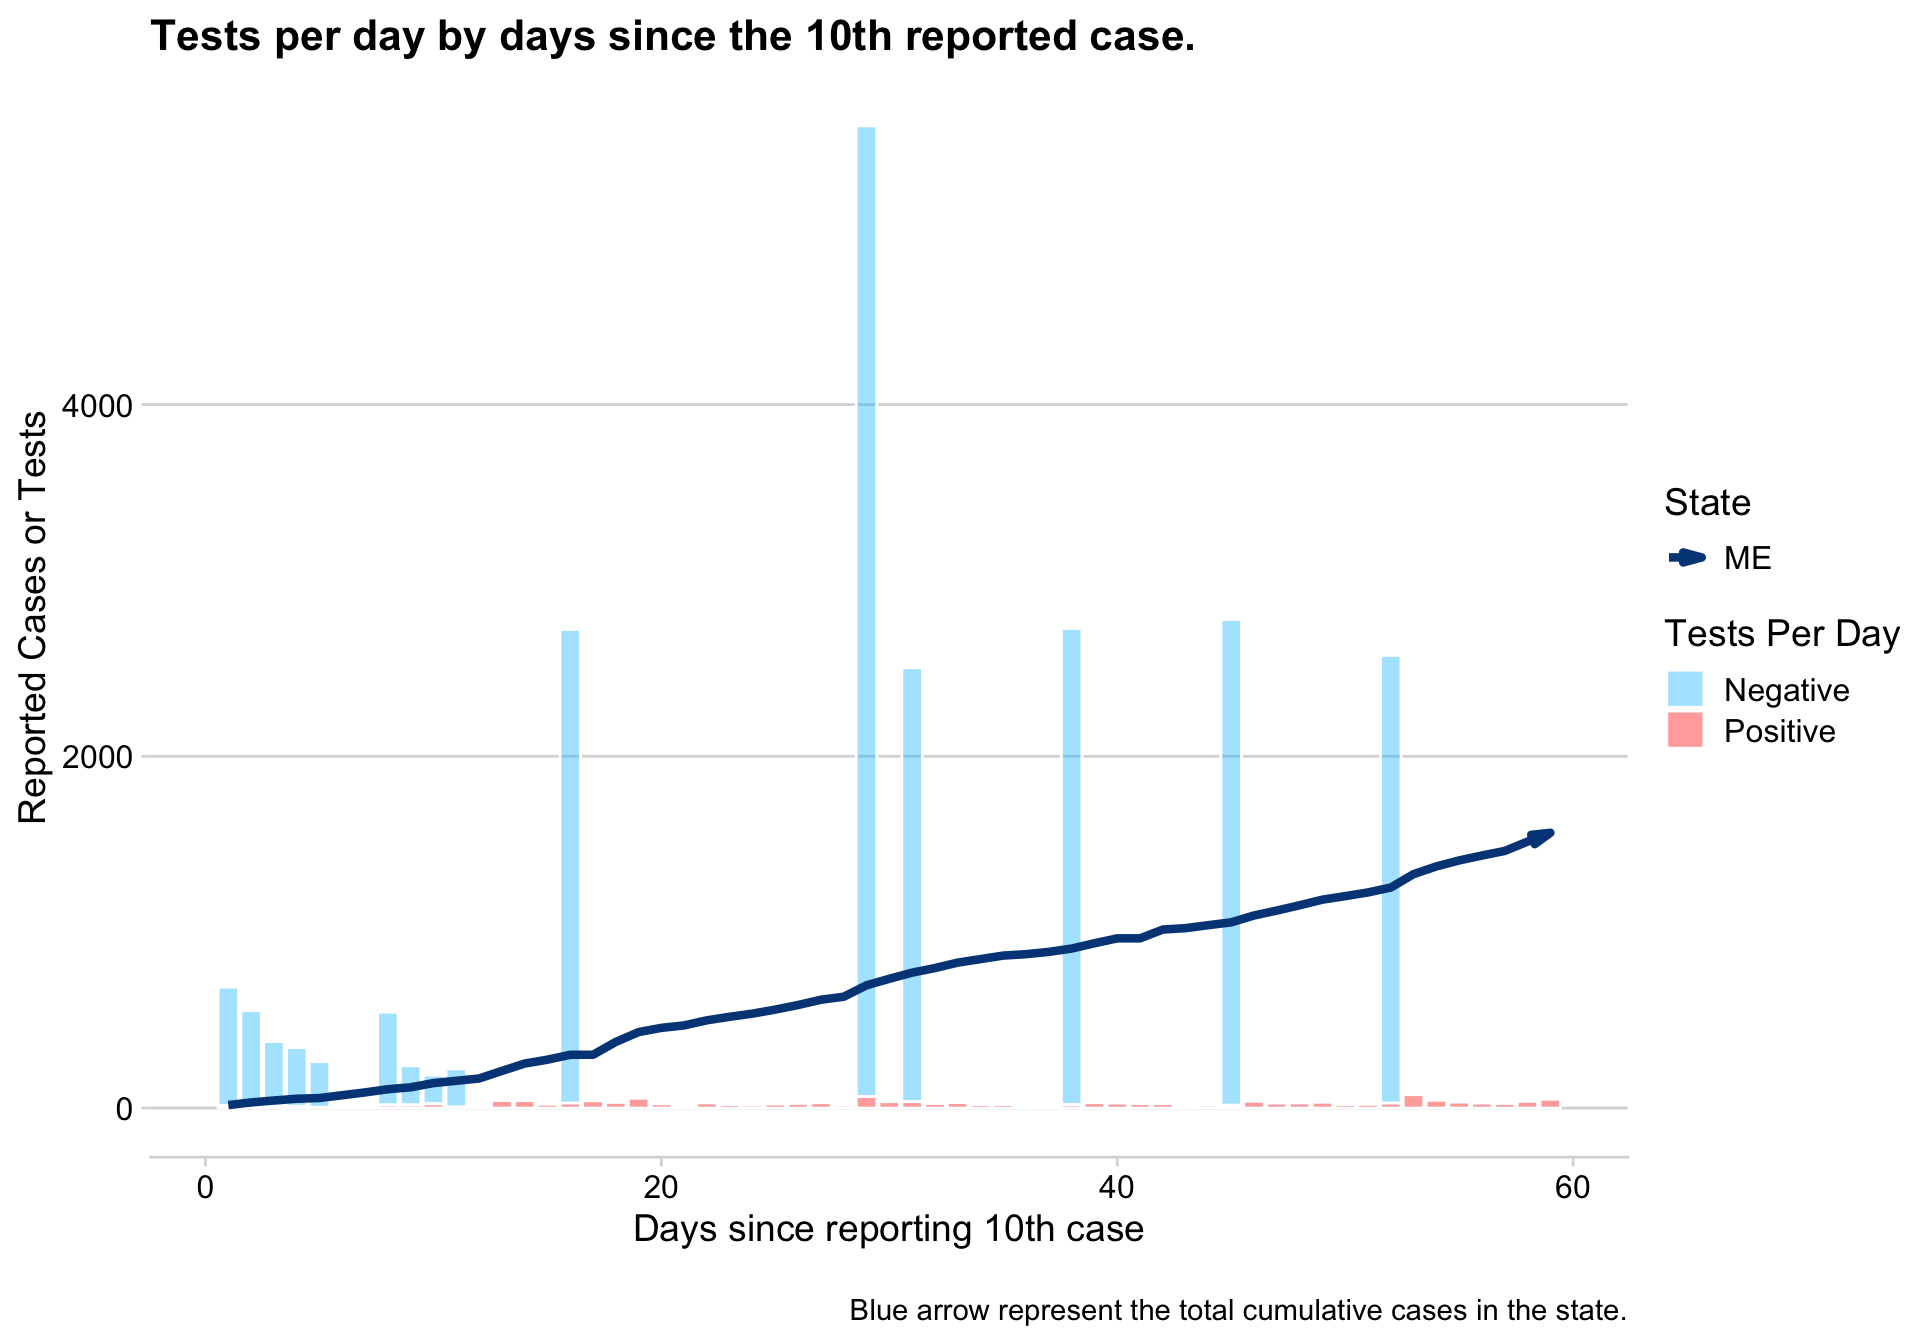 Tests per day by days since the 10th reported case.
Reported Cases or Tests
4000
2000
0
0
20
40
60
Days since reporting 10th case
State
ME
Tests Per Day
Negative
Positive
Blue arrow represent the total cumulative cases in the state.